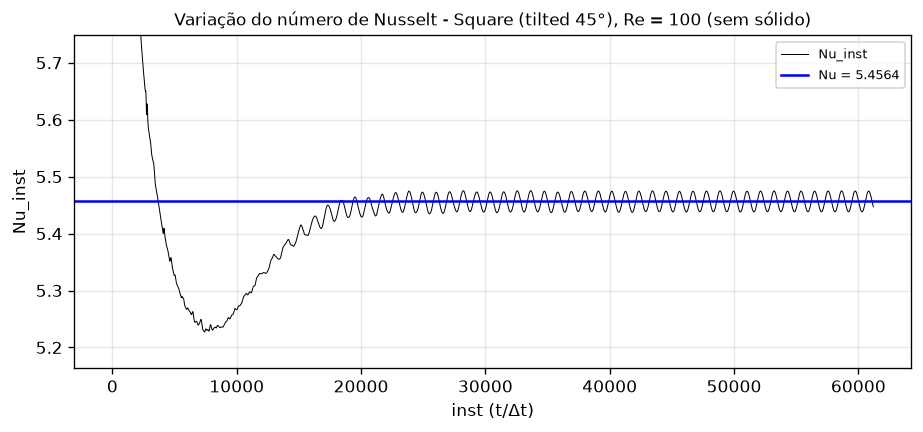 Variação do número de Nusselt - Square (tilted 45°), Re = 100 (sem sólido)
Nu_inst
Nu = 5.4564
5.7
5.6
5.5
5.4
5.3
5.2
Nu_inst
0 10000 20000 30000 40000 50000 60000
inst (t/Δt)